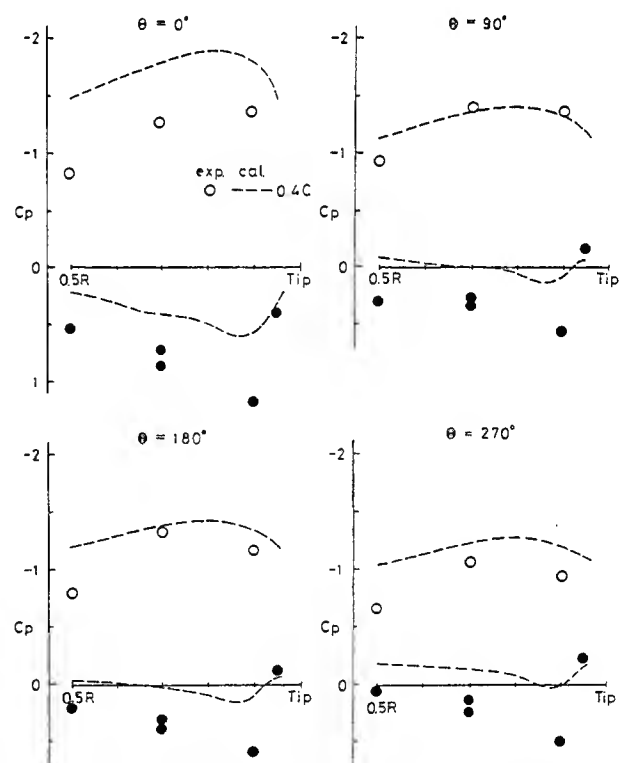 θ = 0°
-2
-1
Cp
0
1
0.5R
Tip
exp. cal.
0.4C
θ = 90°
-2
-1
Cp
0
0.5R
Tip
θ = 180°
-2
-1
Cp
0
0.5R
Tip
θ = 270°
-2
-1
Cp
0
0.5R
Tip